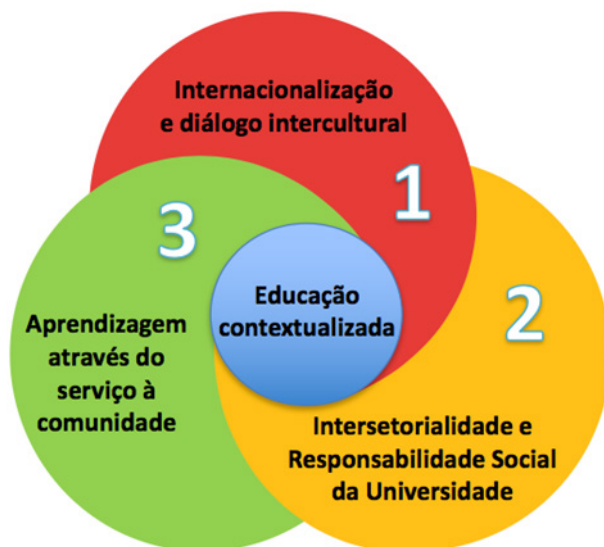 Internacionalização
e diálogo intercultural
1
3
Educação
contextualizada
2
Aprendizagem
através do
serviço à
comunidade
Intersetorialidade e
Responsabilidade Social
da Universidade